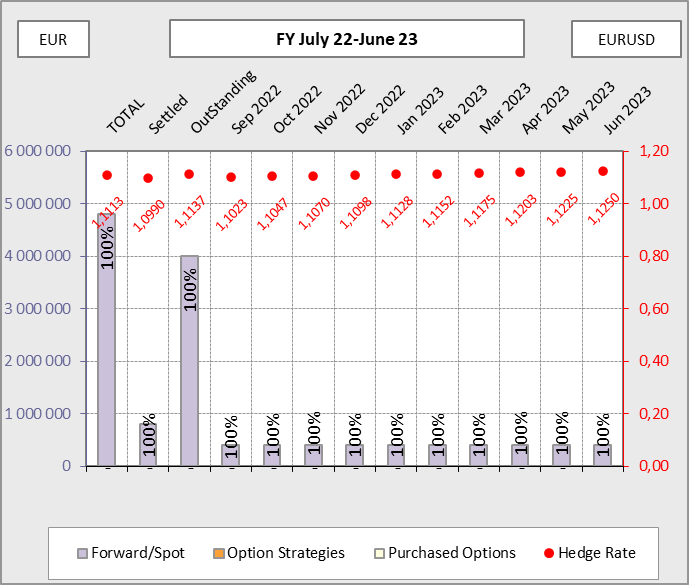 EUR
FY July 22-June 23
EURUSD
TOTAL
Settled
OutStanding
Sep 2022
Oct 2022
Nov 2022
Dec 2022
Jan 2023
Feb 2023
Mar 2023
Apr 2023
May 2023
Jun 2023
6 000 000
5 000 000
4 000 000
3 000 000
2 000 000
1 000 000
0
1,20
1,00
0,80
0,60
0,40
0,20
0,00
1,1113
1,0990
1,1137
1,1023
1,1047
1,1070
1,1098
1,1128
1,1152
1,1175
1,1203
1,1225
1,1250
100%
100%
100%
100%
100%
100%
100%
100%
100%
100%
100%
100%
100%
Forward/Spot
Option Strategies
Purchased Options
Hedge Rate